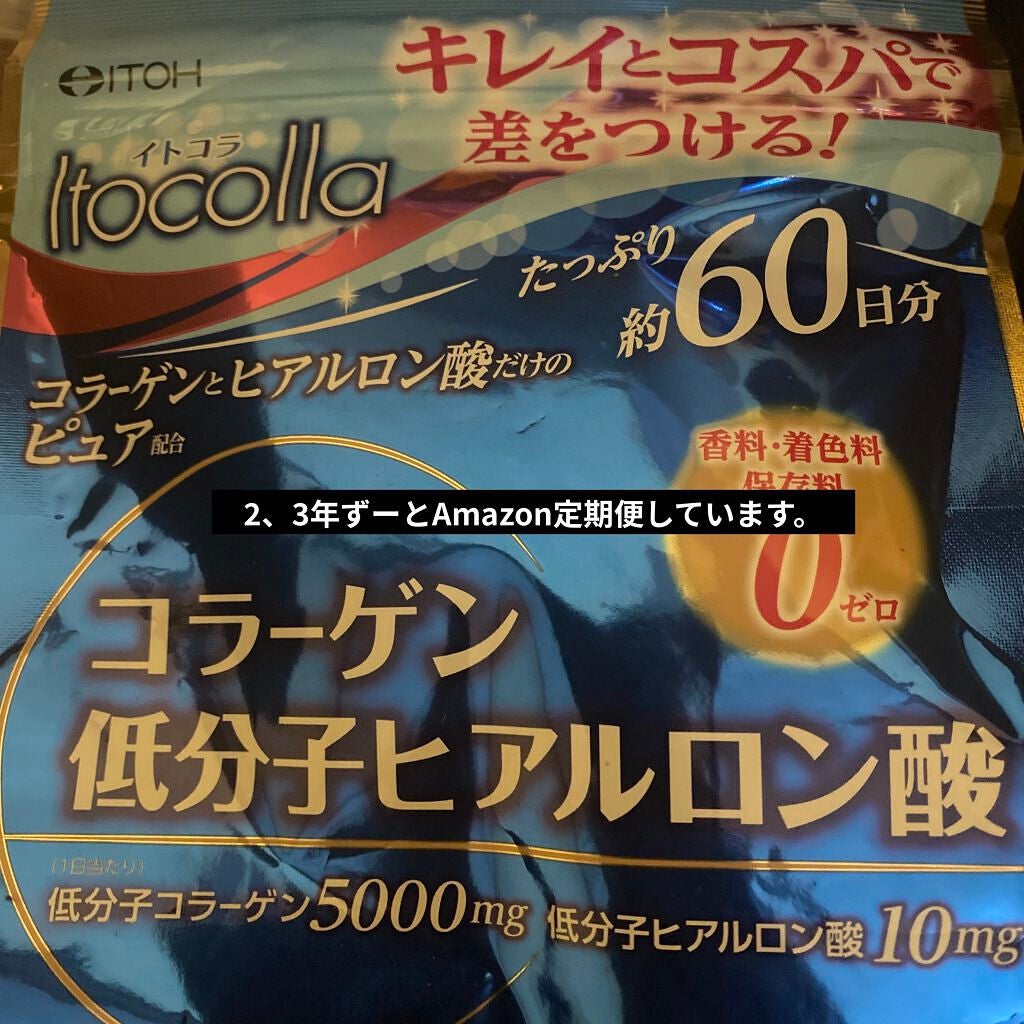 ITOH
キレイとコスパで
差をつける!
イトコラ
Itocolla
たっぷり
約60日分
コラーゲンとヒアルロン酸だけの
ピュア配合
香料・着色料
保存料
0ゼロ
2、3年ずーとAmazon定期便しています。
コラーゲン
低分子ヒアルロン酸
(1日当たり)
低分子コラーゲン5000mg 低分子ヒアルロン酸10mg